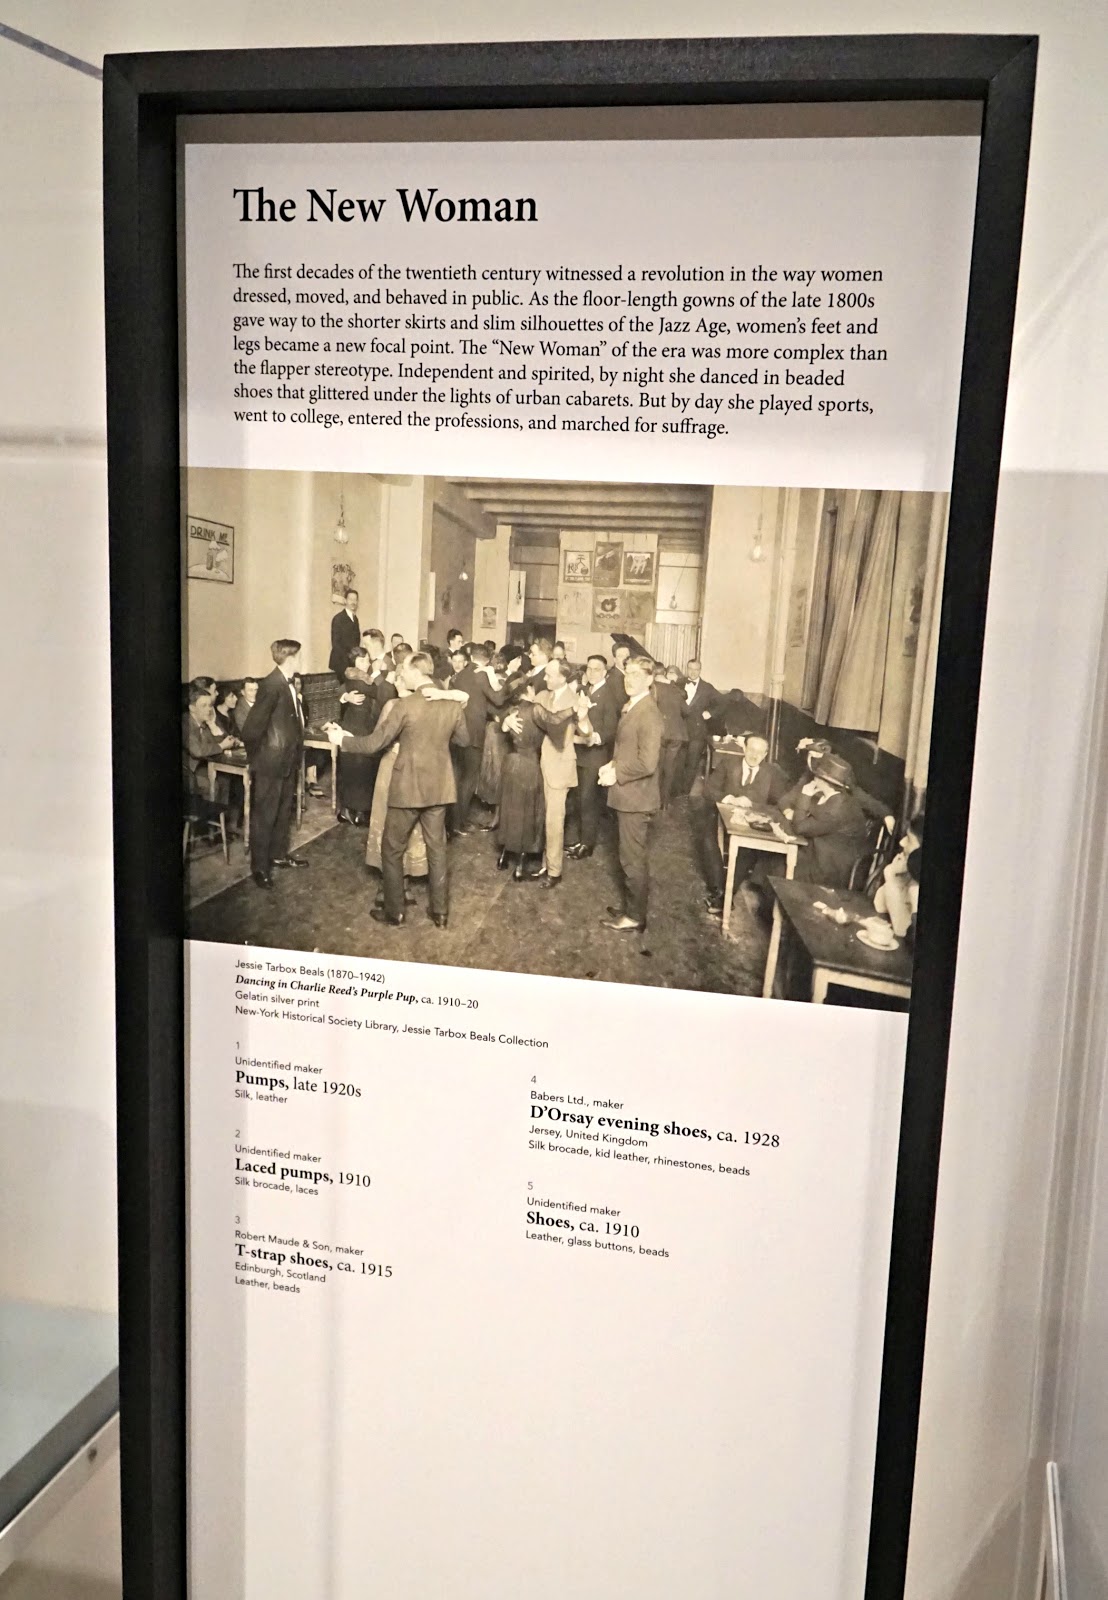 The New Woman
The first decades of the twentieth century witnessed a revolution in the way women
dressed, moved, and behaved in public. As the floor-length gowns of the late 1800s
gave way to the shorter skirts and slim silhouettes of the Jazz Age, women's feet and
legs became a new focal point. The “New Woman” of the era was more complex than
the flapper stereotype. Independent and spirited, by night she danced in beaded
shoes that glittered under the lights of urban cabarets. But by day she played sports,
went to college, entered the professions, and marched for suffrage.
DRINK ME
Jessie Tarbox Beals (1870–1942)
Dancing in Charlie Reed's Purple Pup, ca. 1910–20
Gelatin silver print
New-York Historical Society Library, Jessie Tarbox Beals Collection
1
Unidentified maker
Pumps, late 1920s
Silk, leather
2
Unidentified maker
Laced pumps, 1910
Silk brocade, laces
3
Robert Maude & Son, maker
T-strap shoes, ca. 1915
Edinburgh, Scotland
Leather, beads
4
Babers Ltd., maker
D'Orsay evening shoes, ca. 1928
Jersey, United Kingdom
Silk brocade, kid leather, rhinestones, beads
5
Unidentified maker
Shoes, ca. 1910
Leather, glass buttons, beads